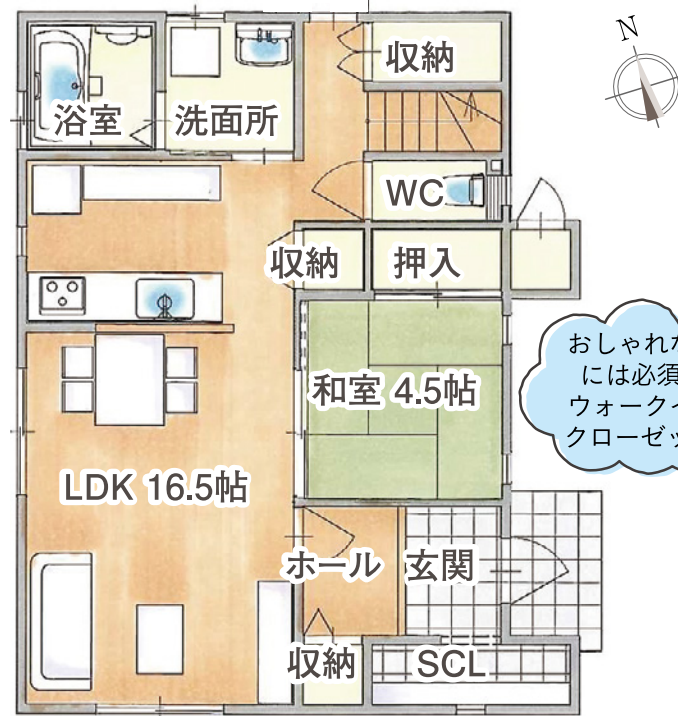 N
収納
浴室
洗面所
WC
収納
押入
和室 4.5帖
おしゃれな
には必須
ウォークイ
クローゼッ
LDK 16.5帖
ホール
玄関
収納
SCL